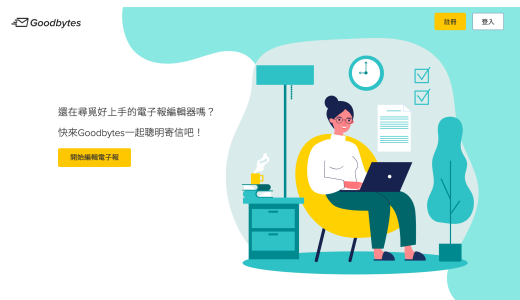 Goodbytes
註冊
登入
還在尋覓好上手的電子報編輯器嗎？
快來Goodbytes一起聰明寄信吧！
開始編輯電子報